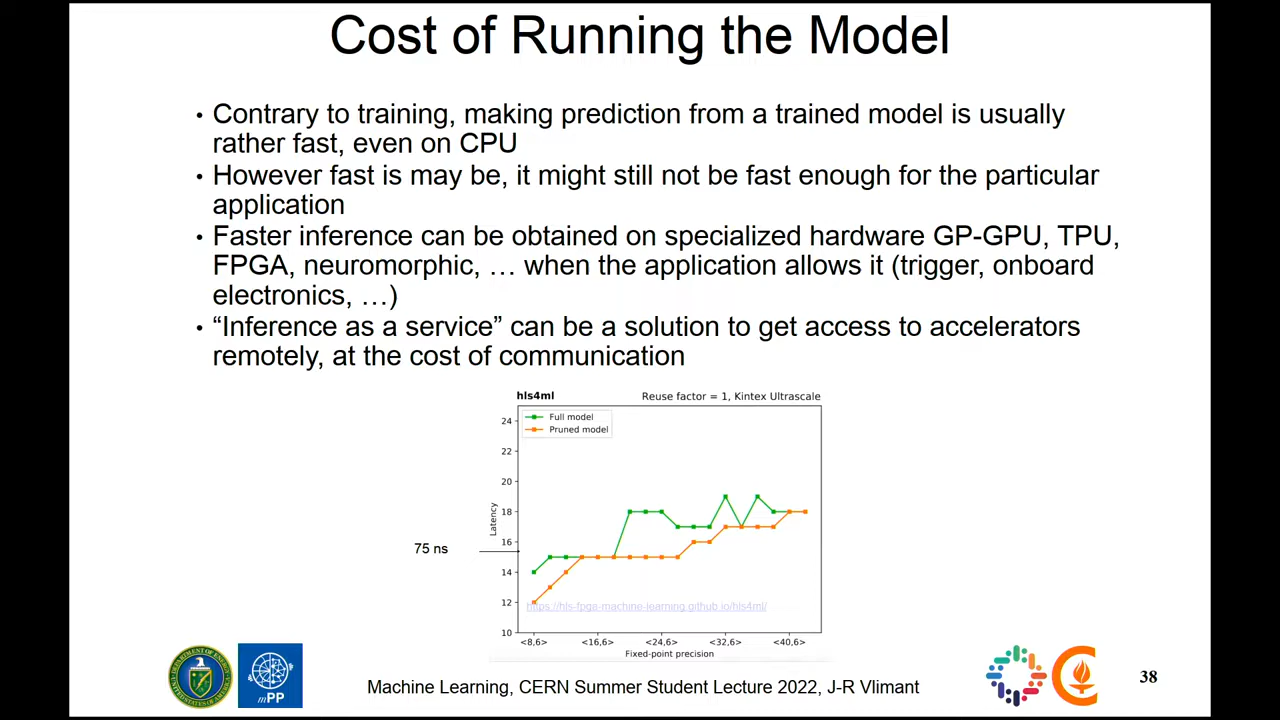 Cost of Running the Model
• Contrary to training, making prediction from a trained model is usually
rather fast, even on CPU
• However fast is may be, it might still not be fast enough for the particular
application
• Faster inference can be obtained on specialized hardware GP-GPU, TPU,
FPGA, neuromorphic, … when the application allows it (trigger, onboard
electronics, …)
• “Inference as a service” can be a solution to get access to accelerators
remotely, at the cost of communication
hls4ml
Reuse factor = 1, Kintex Ultrascale
Full model
Pruned model
24
22
20
18
16
14
12
10
Latency
75 ns
https://hls-fpga-machine-learning.github.io/hls4ml/
<8,6> <16,6> <24,6> <32,6> <40,6>
Fixed-point precision
mPP
Machine Learning, CERN Summer Student Lecture 2022, J-R Vlimant
38